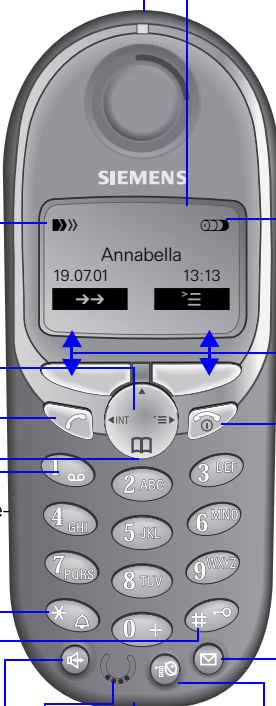 SIEMENS
Annabella
19.07.01 13:13
INT
1
2 ABC
3 DEF
4 GHI
5 JKL
6 MNO
7 PQRS
8 TUV
9 WXYZ
* 0 + #